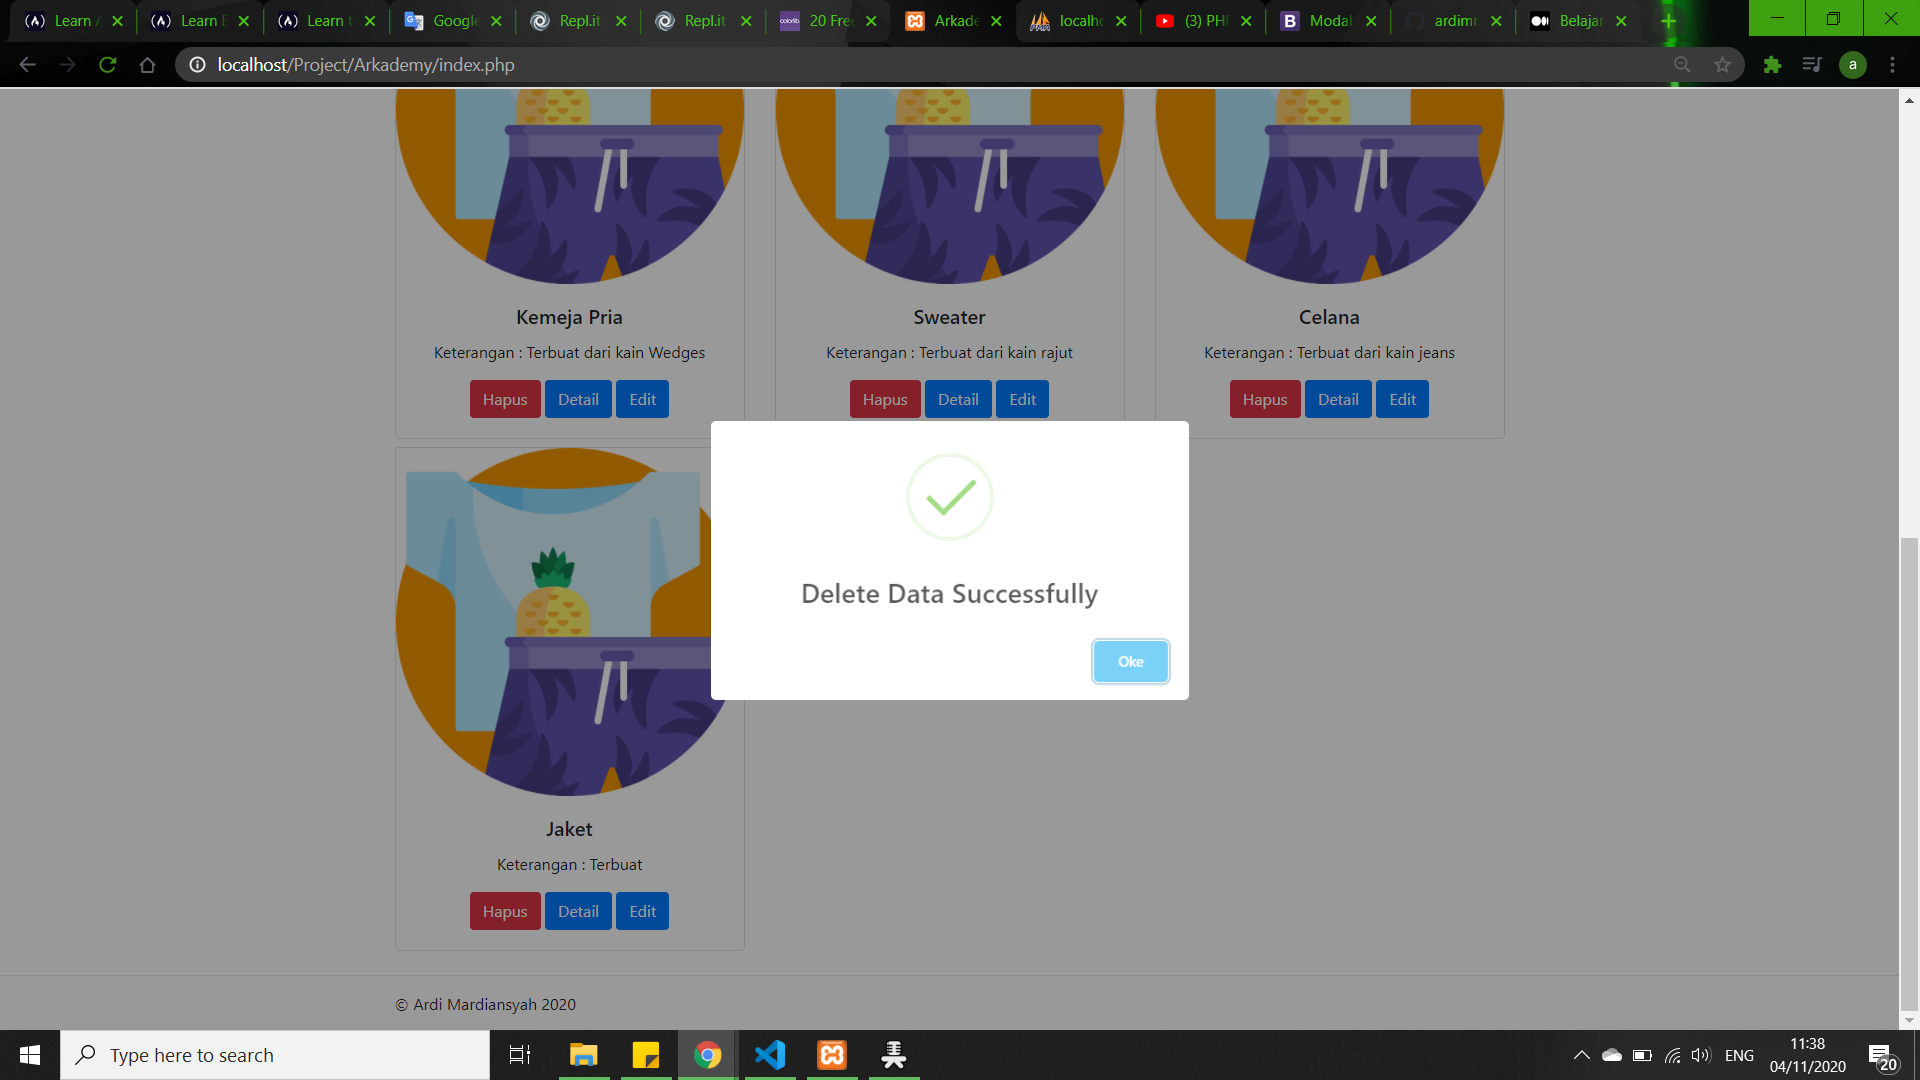 Learn
Learn
Learn
Google
Repl.it
Repl.it
20 Free
Arkade
localho
(3) PH
Modal
ardimr
Belajar
localhost/Project/Arkademy/index.php
a
Kemeja Pria
Keterangan : Terbuat dari kain Wedges
Hapus Detail Edit
Sweater
Keterangan : Terbuat dari kain rajut
Hapus Detail Edit
Celana
Keterangan : Terbuat dari kain jeans
Hapus Detail Edit
Delete Data Successfully
Oke
Jaket
Keterangan : Terbuat
Hapus Detail Edit
© Ardi Mardiansyah 2020
Type here to search
ENG
11:38
04/11/2020
20